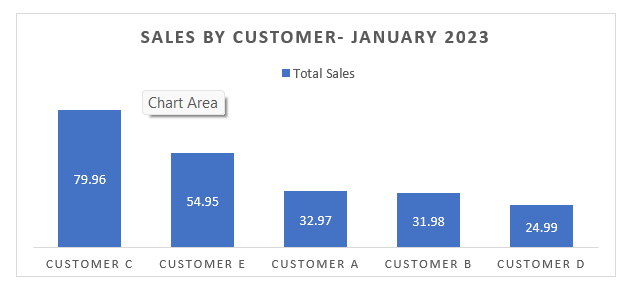 SALES BY CUSTOMER- JANUARY 2023
Total Sales
Chart Area
79.96
54.95
32.97
31.98
24.99
CUSTOMER C
CUSTOMER E
CUSTOMER A
CUSTOMER B
CUSTOMER D